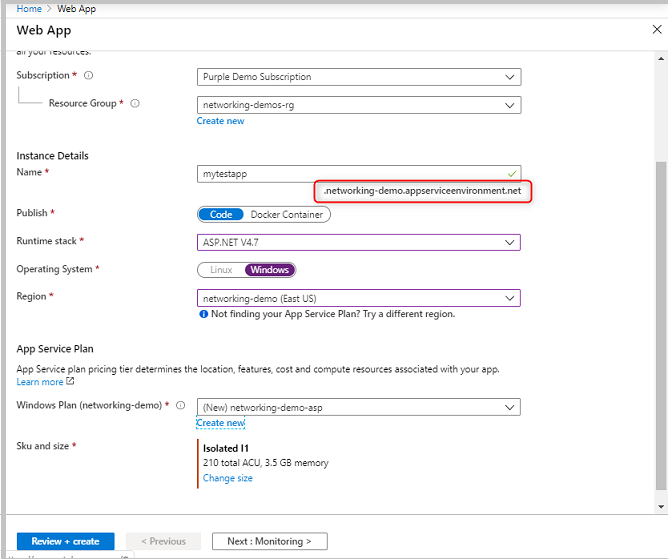 Home > Web App
Web App
all your resources.
Subscription *
Purple Demo Subscription
Resource Group *
networking-demos-rg
Create new
Instance Details
Name *
mytestapp
.networking-demo.appserviceenvironment.net
Publish *
Code Docker Container
Runtime stack *
ASP.NET V4.7
Operating System *
Linux Windows
Region *
networking-demo (East US)
Not finding your App Service Plan? Try a different region.
App Service Plan
App Service plan pricing tier determines the location, features, cost and compute resources associated with your app.
Learn more
Windows Plan (networking-demo) *
(New) networking-demo-asp
Create new
Sku and size *
Isolated I1
210 total ACU, 3.5 GB memory
Change size
Review + create
< Previous
Next : Monitoring >